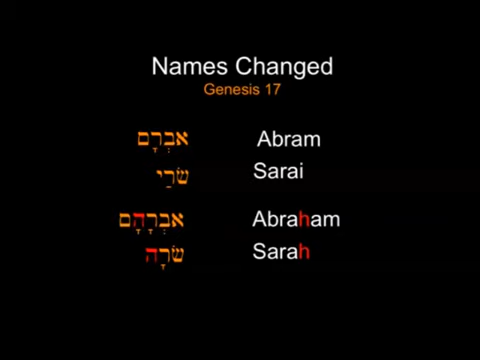 Names Changed
Genesis 17
אַבְרָם Abram
שָׂרַי Sarai
אַבְרָהָם Abraham
שָׂרָה Sarah